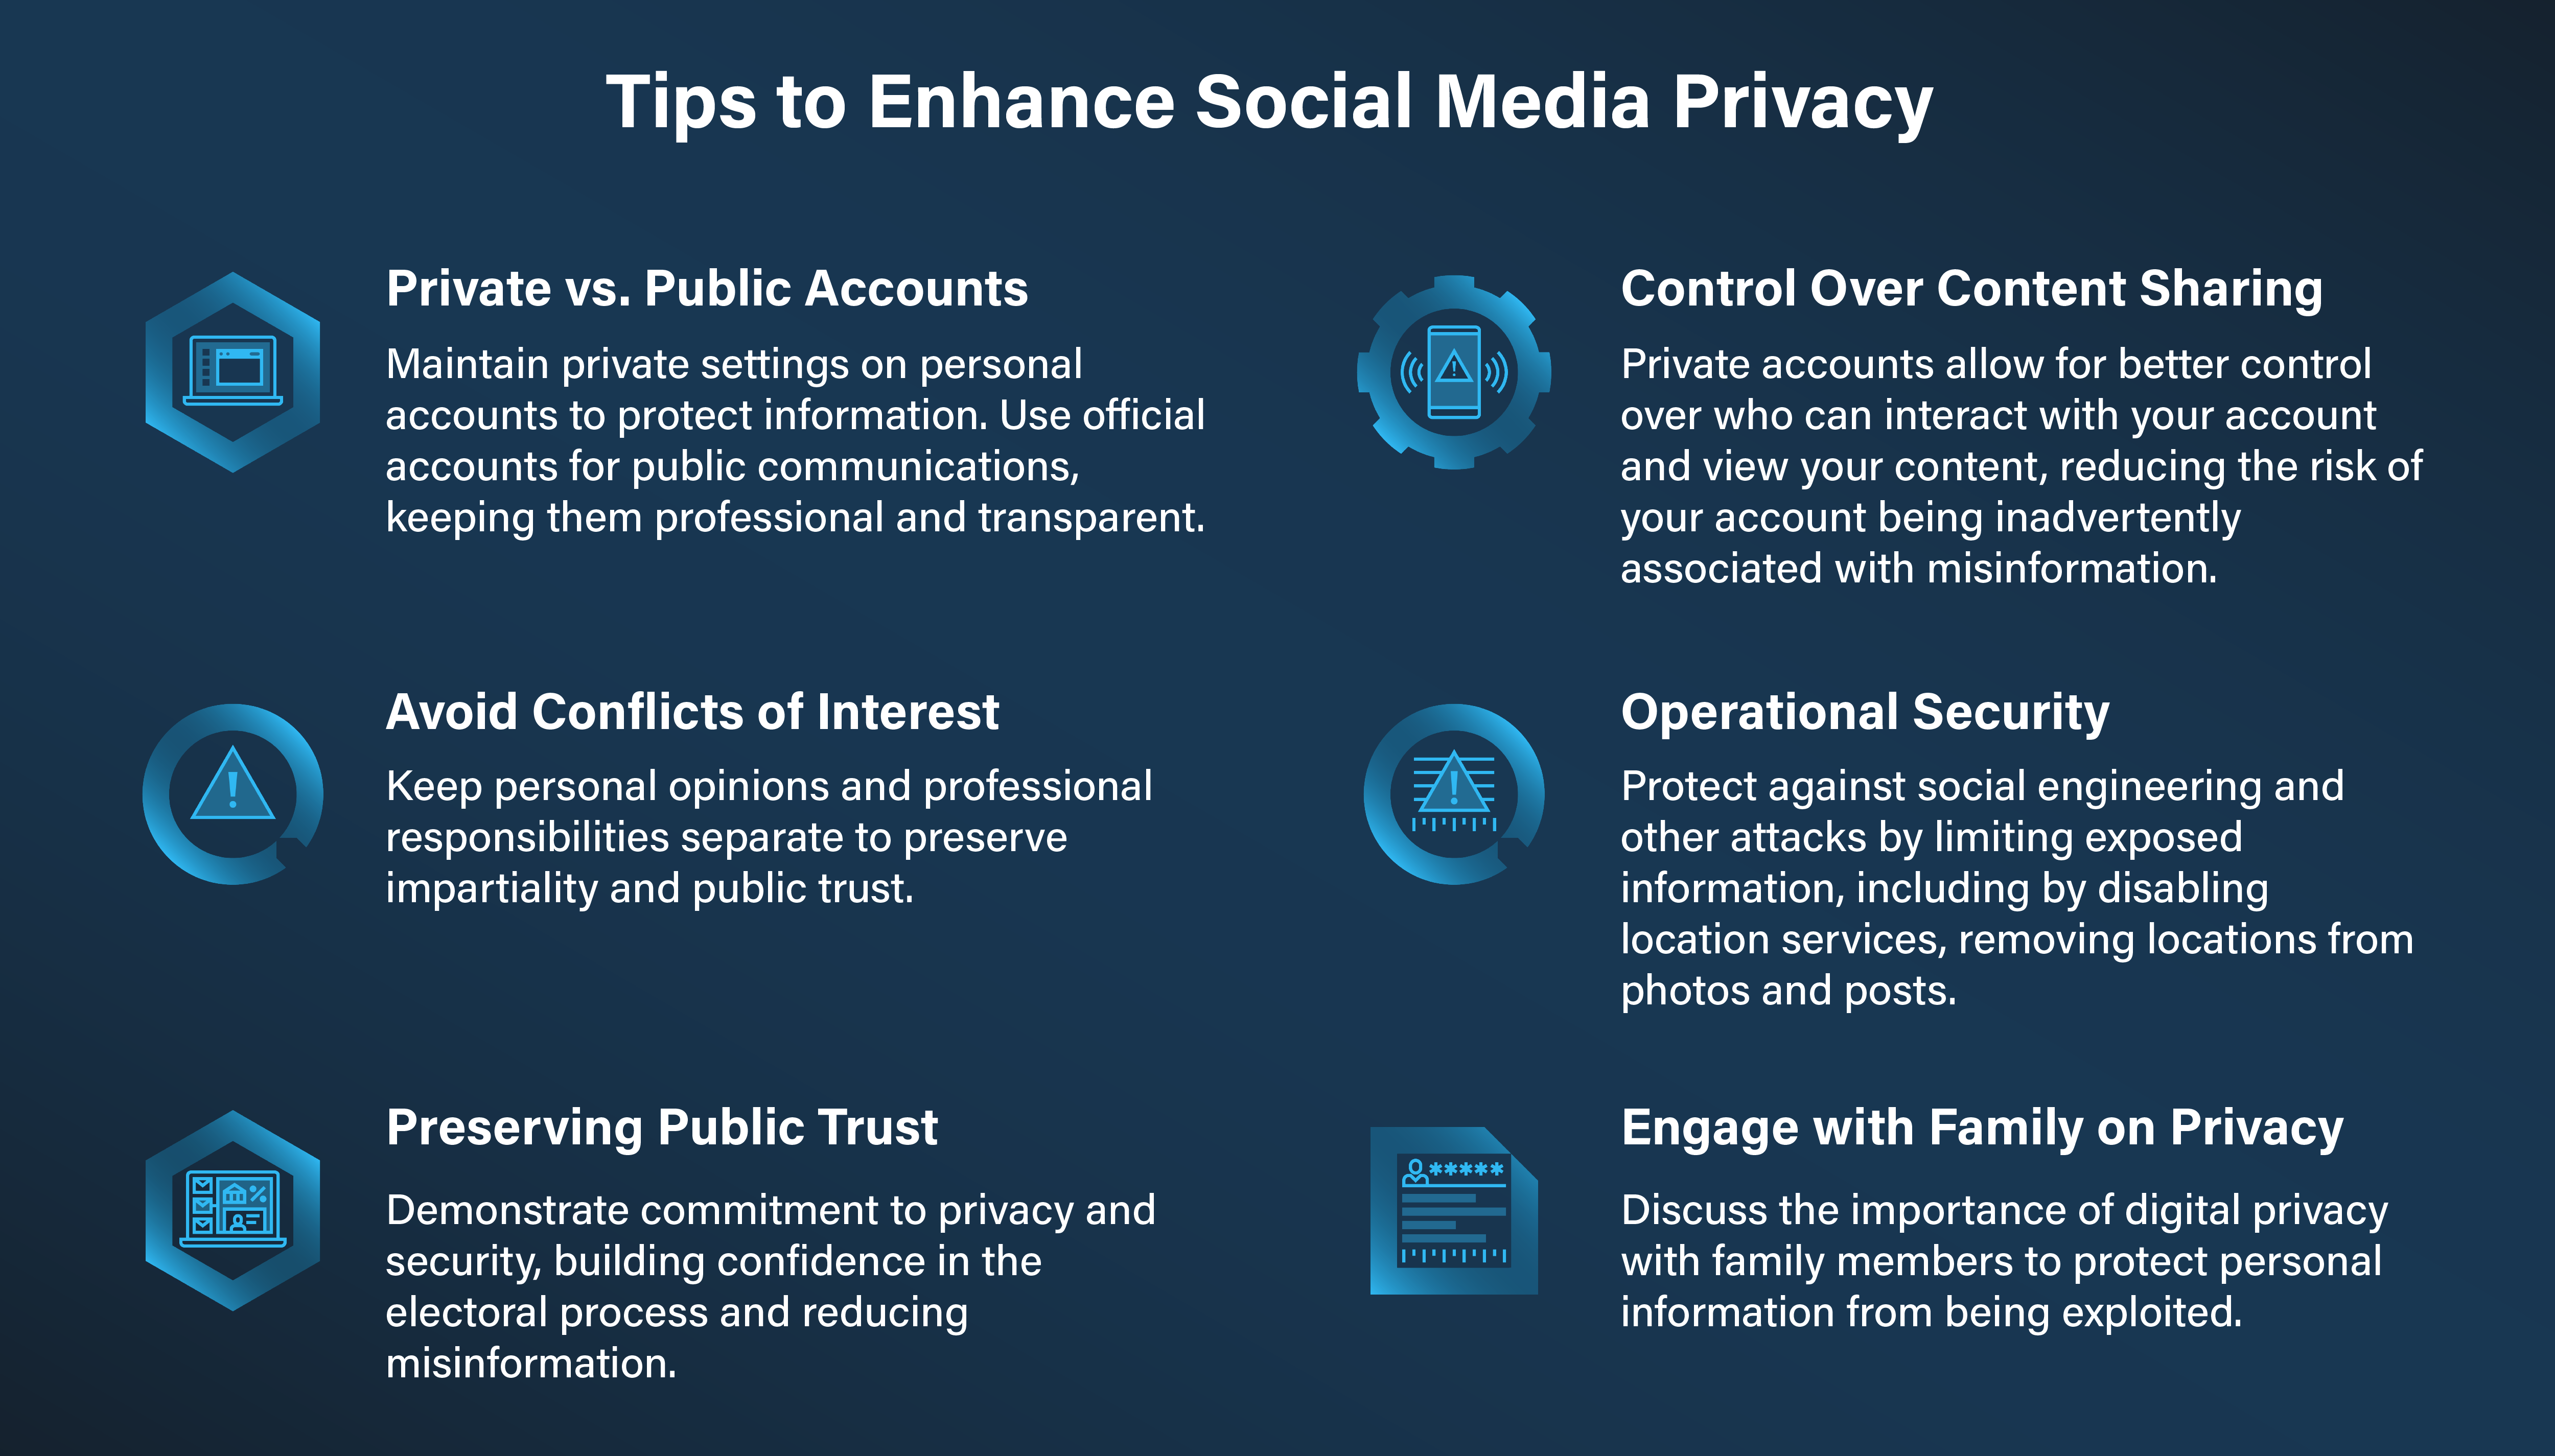 Tips to Enhance Social Media Privacy
Private vs. Public Accounts
Maintain private settings on personal
accounts to protect information. Use official
accounts for public communications,
keeping them professional and transparent.
Control Over Content Sharing
Private accounts allow for better control
over who can interact with your account
and view your content, reducing the risk of
your account being inadvertently
associated with misinformation.
Avoid Conflicts of Interest
Keep personal opinions and professional
responsibilities separate to preserve
impartiality and public trust.
Operational Security
Protect against social engineering and
other attacks by limiting exposed
information, including by disabling
location services, removing locations from
photos and posts.
Preserving Public Trust
Demonstrate commitment to privacy and
security, building confidence in the
electoral process and reducing
misinformation.
Engage with Family on Privacy
Discuss the importance of digital privacy
with family members to protect personal
information from being exploited.